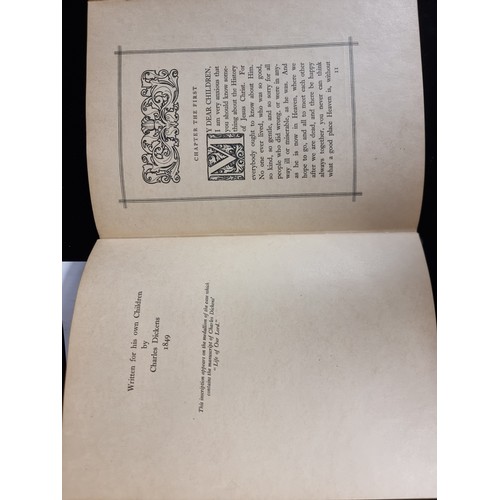 Written for his own Children
by
Charles Dickens
1849
This inscription appears on the medallion of the case which
contains the manuscript of Charles Dickens'
"Life of Our Lord."
CHAPTER THE FIRST
MY DEAR CHILDREN,
I am very anxious that
you should know some-
thing about the History
of Jesus Christ. For
everybody ought to know about Him.
No one ever lived, who was so good,
so kind, so gentle, and so sorry for all
people who did wrong, or were in any-
way ill or miserable, as he was. And
as he is now in Heaven, where we
hope to go, and all to meet each other
after we are dead, and there be happy
always together, you never can think
what a good place Heaven is, without
11